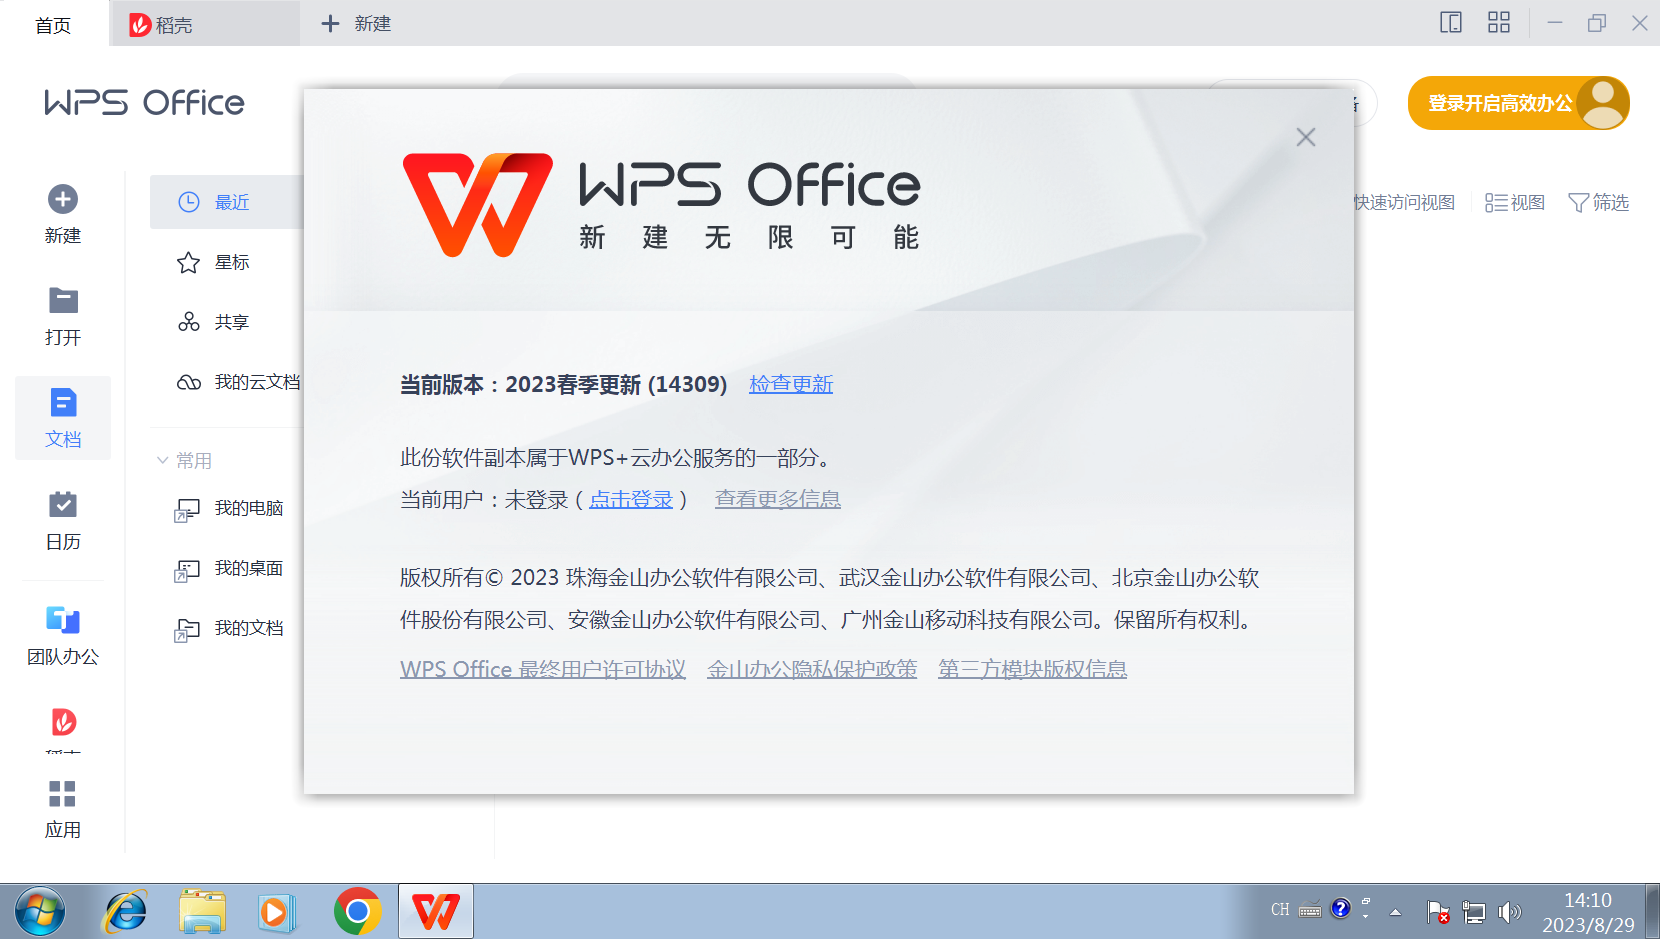 首页
稻壳
新建
WPS Office
登录开启高效办公
新建
打开
文档
日历
团队办公
应用
最近
星标
共享
我的云文档
常用
我的电脑
我的桌面
我的文档
快速访问视图
视图
筛选
WPS Office
新建无限可能
当前版本：2023春季更新 (14309) 检查更新
此份软件副本属于WPS+云办公服务的一部分。
当前用户：未登录（点击登录） 查看更多信息
版权所有© 2023 珠海金山办公软件有限公司、武汉金山办公软件有限公司、北京金山办公软
件股份有限公司、安徽金山办公软件有限公司、广州金山移动科技有限公司。保留所有权利。
WPS Office 最终用户许可协议 金山办公隐私保护政策 第三方模块版权信息
CH
14:10
2023/8/29